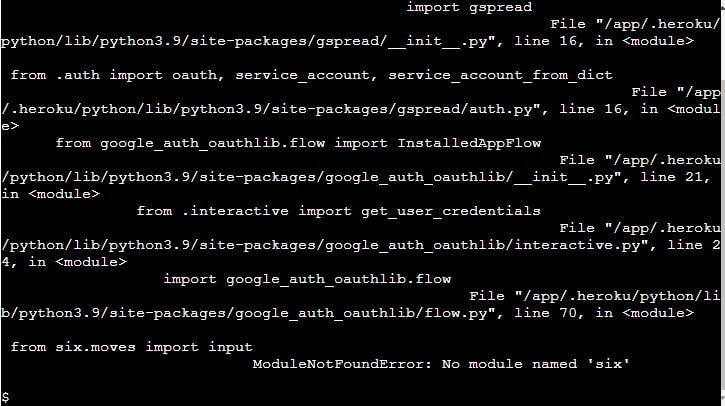 import gspread
File "/app/.heroku/
python/lib/python3.9/site-packages/gspread/__init__.py", line 16, in <module>
from .auth import oauth, service_account, service_account_from_dict
File "/app
/.heroku/python/lib/python3.9/site-packages/gspread/auth.py", line 16, in <modul
e>
from google_auth_oauthlib.flow import InstalledAppFlow
File "/app/.heroku
/python/lib/python3.9/site-packages/google_auth_oauthlib/__init__.py", line 21,
in <module>
from .interactive import get_user_credentials
File "/app/.heroku
/python/lib/python3.9/site-packages/google_auth_oauthlib/interactive.py", line 2
4, in <module>
import google_auth_oauthlib.flow
File "/app/.heroku/python/li
b/python3.9/site-packages/google_auth_oauthlib/flow.py", line 70, in <module>
from six.moves import input
ModuleNotFoundError: No module named 'six'
$